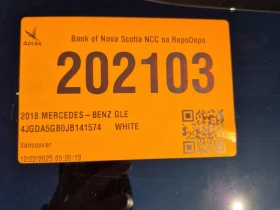 ADESA
Bank of Nova Scotia NCC oa RepoDepo
202103
2018 MERCEDES-BENZ GLE
4JGDA5GB0JB141574 WHITE
Vancouver
12/22/2025 09:20:19